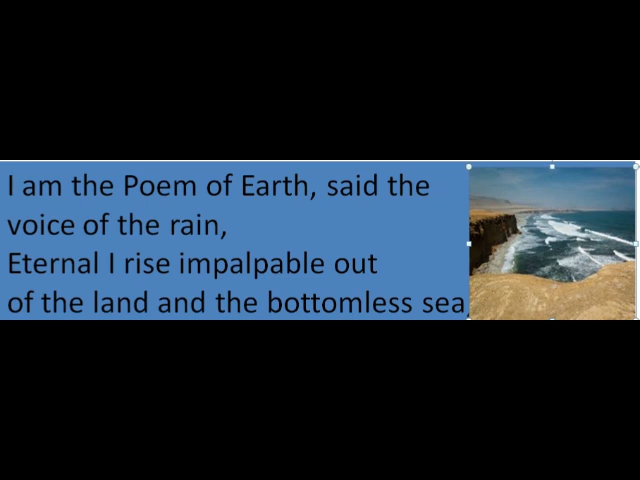 I am the Poem of Earth, said the
voice of the rain,
Eternal I rise impalpable out
of the land and the bottomless sea